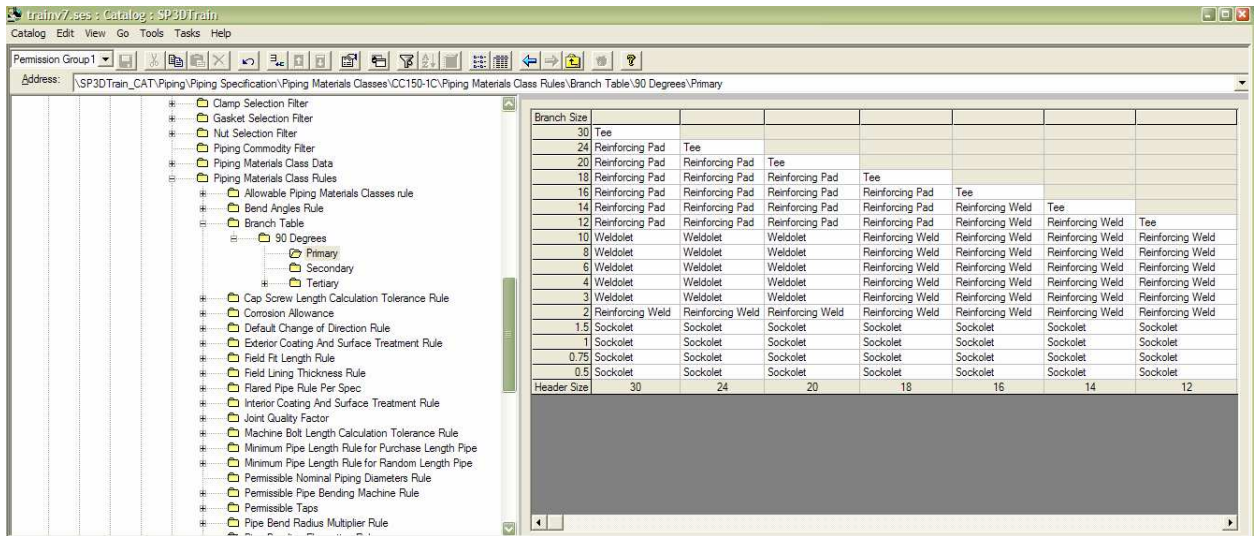 trainv7.ses : Catalog : SP3DTrain
Catalog Edit View Go Tools Tasks Help
Permission Group1
Address: \SP3DTrain_CAT\Piping\Piping Specification\Piping Materials Classes\CC150-1C\Piping Materials Class Rules\Branch Table\90 Degrees\Primary
Clamp Selection Filter
Gasket Selection Filter
Nut Selection Filter
Piping Commodity Filter
Piping Materials Class Data
Piping Materials Class Rules
Allowable Piping Materials Classes rule
Bend Angles Rule
Branch Table
90 Degrees
Primary
Secondary
Tertiary
Cap Screw Length Calculation Tolerance Rule
Corrosion Allowance
Default Change of Direction Rule
Exterior Coating And Surface Treatment Rule
Field Fit Length Rule
Field Lining Thickness Rule
Flared Pipe Rule Per Spec
Interior Coating And Surface Treatment Rule
Joint Quality Factor
Machine Bolt Length Calculation Tolerance Rule
Minimum Pipe Length Rule for Purchase Length Pipe
Minimum Pipe Length Rule for Random Length Pipe
Permissible Nominal Piping Diameters Rule
Permissible Pipe Bending Machine Rule
Permissible Taps
Pipe Bend Radius Multiplier Rule
Branch Size
30 Tee
24 Reinforcing Pad Tee
20 Reinforcing Pad Reinforcing Pad Tee
18 Reinforcing Pad Reinforcing Pad Reinforcing Pad Tee
16 Reinforcing Pad Reinforcing Pad Reinforcing Pad Reinforcing Pad Tee
14 Reinforcing Pad Reinforcing Pad Reinforcing Pad Reinforcing Pad Reinforcing Weld Tee
12 Reinforcing Pad Reinforcing Pad Reinforcing Pad Reinforcing Pad Reinforcing Weld Reinforcing Weld Tee
10 Weldolet Weldolet Weldolet Reinforcing Weld Reinforcing Weld Reinforcing Weld Reinforcing Weld
8 Weldolet Weldolet Weldolet Reinforcing Weld Reinforcing Weld Reinforcing Weld Reinforcing Weld
6 Weldolet Weldolet Weldolet Reinforcing Weld Reinforcing Weld Reinforcing Weld Reinforcing Weld
4 Weldolet Weldolet Weldolet Reinforcing Weld Reinforcing Weld Reinforcing Weld Reinforcing Weld
3 Weldolet Weldolet Weldolet Reinforcing Weld Reinforcing Weld Reinforcing Weld Reinforcing Weld
2 Reinforcing Weld Reinforcing Weld Reinforcing Weld Reinforcing Weld Reinforcing Weld Reinforcing Weld Reinforcing Weld
1.5 Sockolet Sockolet Sockolet Sockolet Sockolet Sockolet Sockolet
1 Sockolet Sockolet Sockolet Sockolet Sockolet Sockolet Sockolet
0.75 Sockolet Sockolet Sockolet Sockolet Sockolet Sockolet Sockolet
0.5 Sockolet Sockolet Sockolet Sockolet Sockolet Sockolet Sockolet
Header Size 30 24 20 18 16 14 12